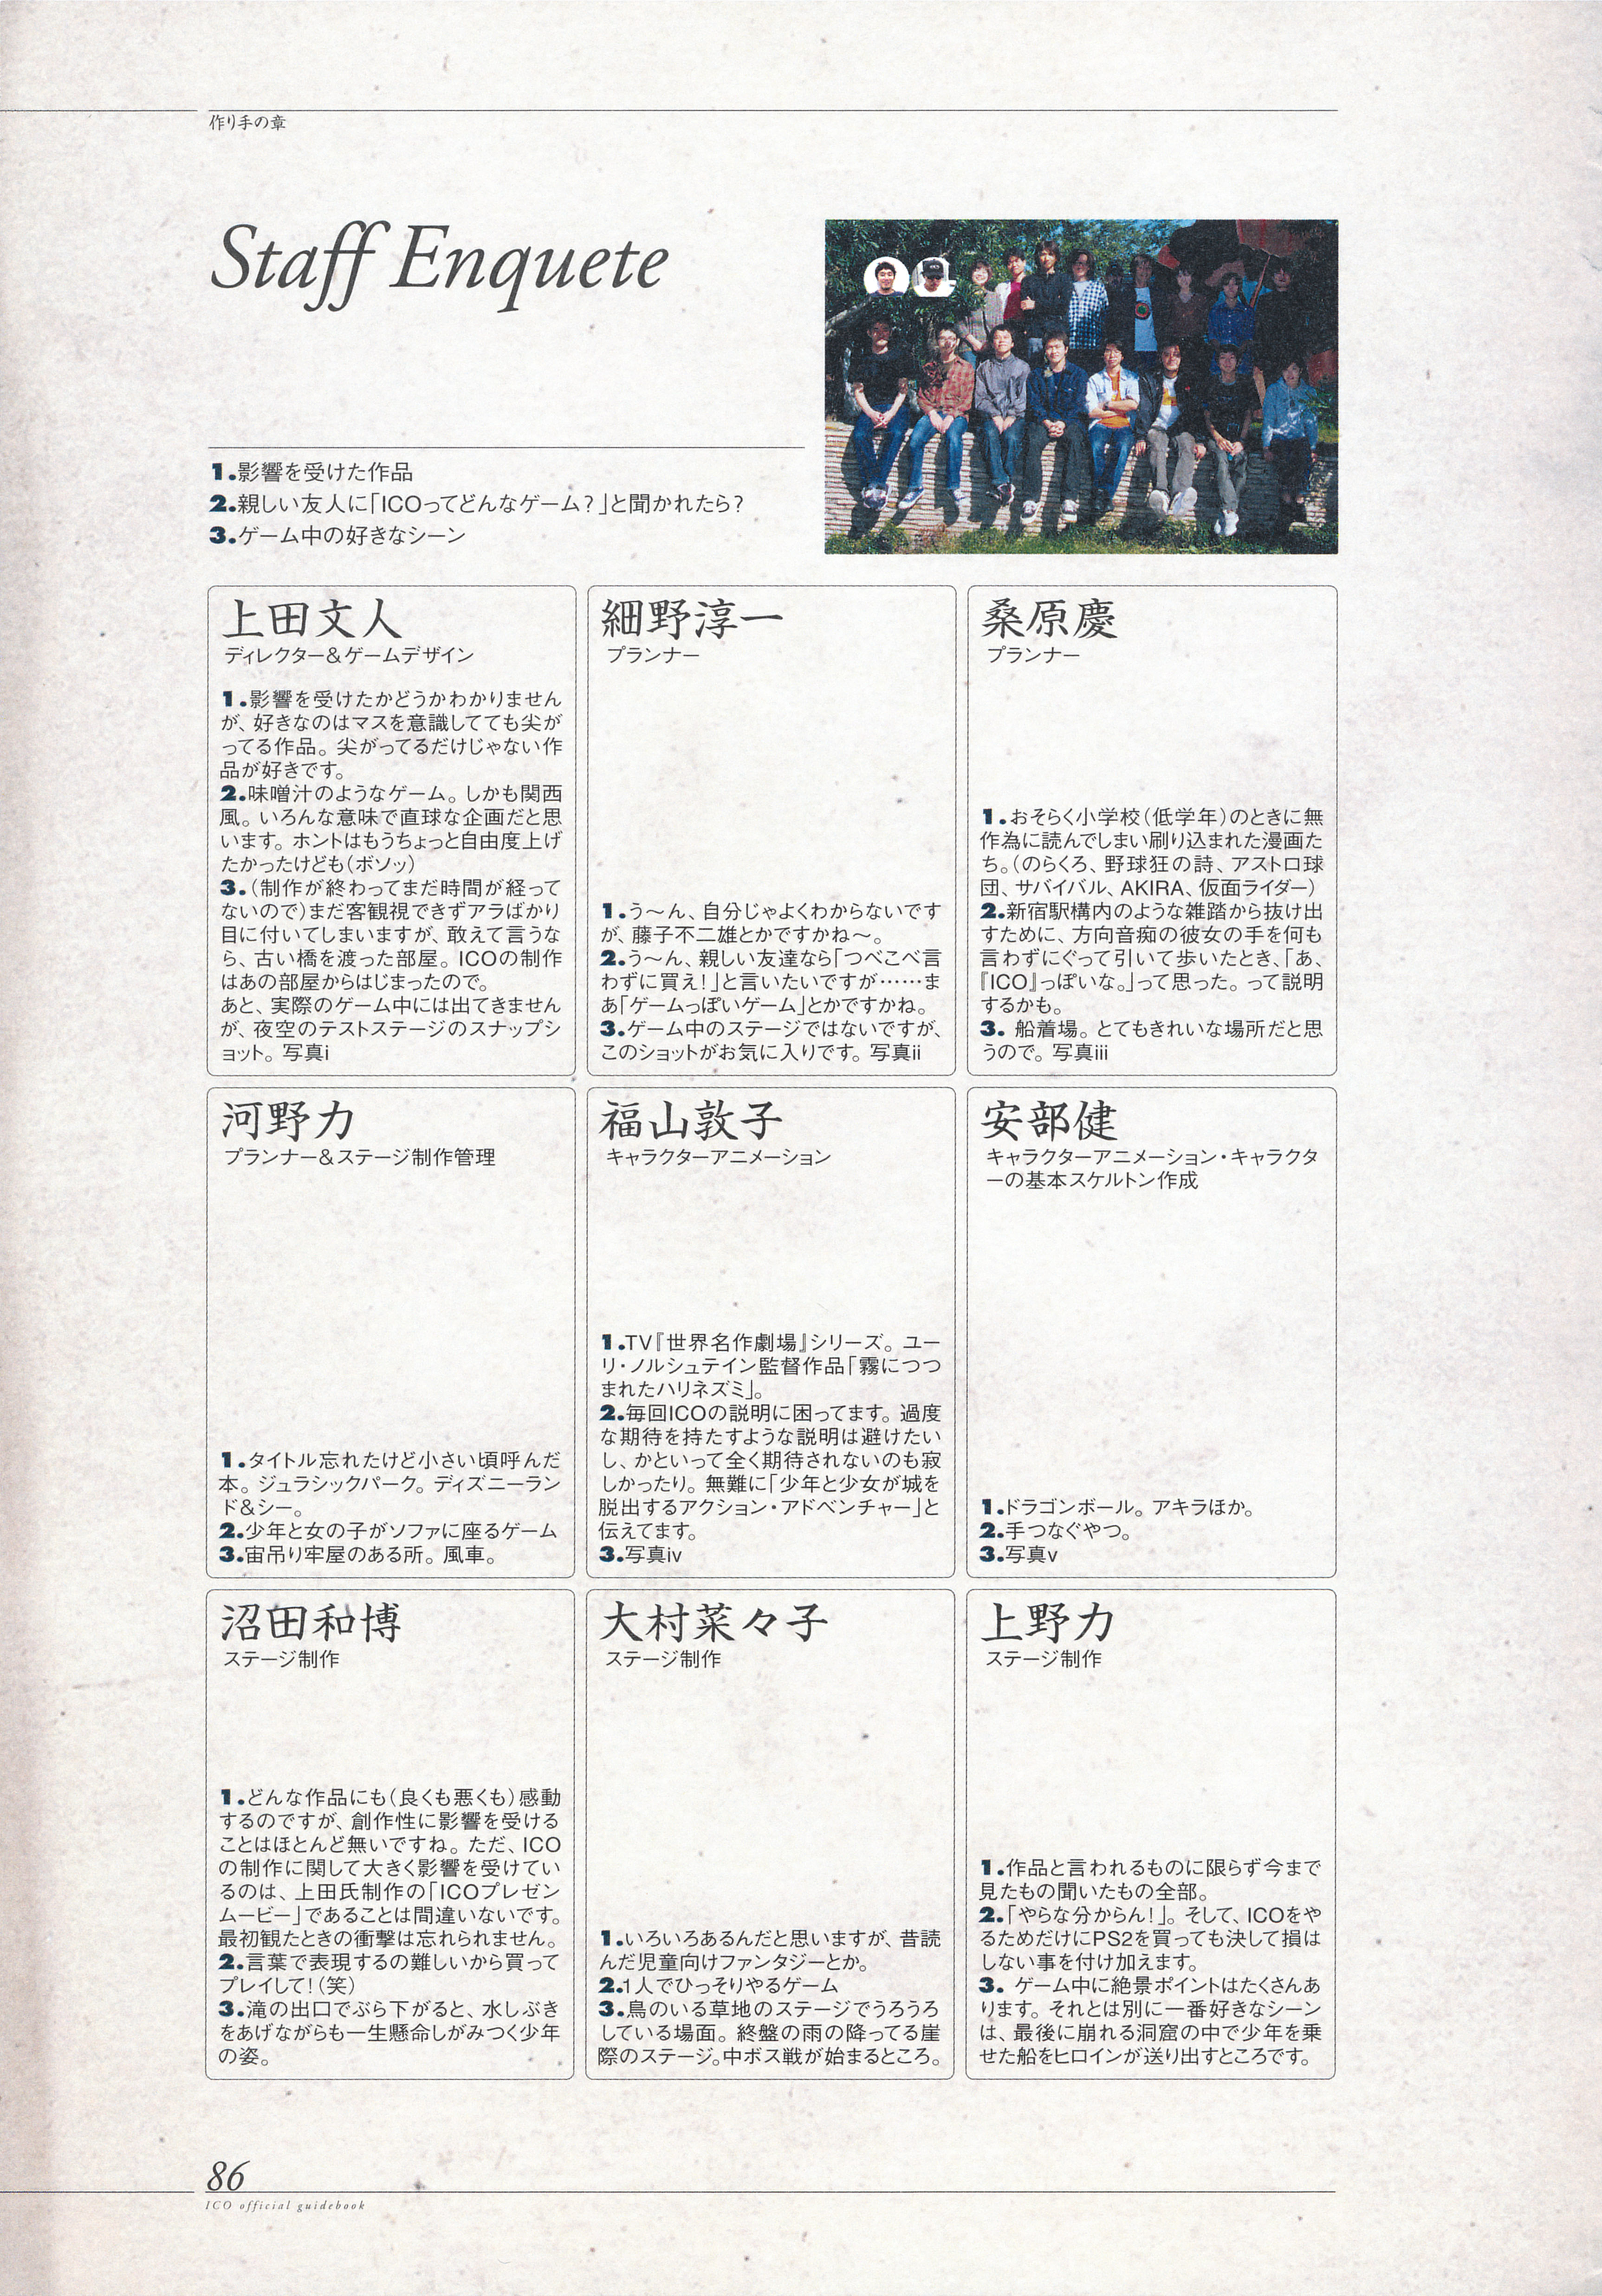 作り手の章
Staff Enquete
1.影響を受けた作品
2.親しい友人に「ICOってどんなゲーム？」と聞かれたら？
3.ゲーム中の好きなシーン
上田文人
ディレクター＆ゲームデザイン
1.影響を受けたかどうかわかりません
が、好きなのはマスを意識してても尖が
ってる作品。尖がってるだけじゃない作
品が好きです。
2.味噌汁のようなゲーム。しかも関西
風。いろんな意味で直球な企画だと思
います。ホントはもうちょっと自由度上げ
たかったけども（ボソッ）
3.（制作が終わってまだ時間が経って
ないので）まだ客観視できずアラばかり
目に付いてしまいますが、敢えて言うな
ら、古い橋を渡った部屋。ICOの制作
はあの部屋からはじまったので。
あと、実際のゲーム中には出てきません
が、夜空のテストステージのスナップシ
ョット。写真i
細野淳一
プランナー
1.う〜ん、自分じゃよくわからないです
が、藤子不二雄とかですかね〜。
2.う〜ん、親しい友達なら「つべこべ言
わずに買え！」と言いたいですが……ま
あ「ゲームっぽいゲーム」とかですかね。
3.ゲーム中のステージではないですが、
このショットがお気に入りです。写真ii
桑原慶
プランナー
1.おそらく小学校（低学年）のときに無
作為に読んでしまい刷り込まれた漫画た
ち。（のらくろ、野球狂の詩、アストロ球
団、サバイバル、AKIRA、仮面ライダー）
2.新宿駅構内のような雑踏から抜け出
すために、方向音痴の彼女の手を何も
言わずにぐって引いて歩いたとき、「あ、
『ICO』っぽいな。」って思った。って説明
するかも。
3. 船着場。とてもきれいな場所だと思
うので。写真iii
河野力
プランナー＆ステージ制作管理
1.タイトル忘れたけど小さい頃呼んだ
本。ジュラシックパーク。ディズニーラン
ド＆シー。
2.少年と女の子がソファに座るゲーム
3.宙吊り牢屋のある所。風車。
福山敦子
キャラクターアニメーション
1.TV『世界名作劇場』シリーズ。ユー
リ・ノルシュテイン監督作品「霧につつ
まれたハリネズミ」。
2.毎回ICOの説明に困ってます。過度
な期待を持たすような説明は避けたい
し、かといって全く期待されないのも寂
しかったり。無難に「少年と少女が城を
脱出するアクション・アドベンチャー」と
伝えてます。
3.写真iv
安部健
キャラクターアニメーション・キャラクタ
ーの基本スケルトン作成
1.ドラゴンボール。アキラほか。
2.手つなぐやつ。
3.写真v
沼田和博
ステージ制作
1.どんな作品にも（良くも悪くも）感動
するのですが、創作性に影響を受ける
ことはほとんど無いですね。ただ、ICO
の制作に関して大きく影響を受けてい
るのは、上田氏制作の「ICOプレゼン
ムービー」であることは間違いないです。
最初観たときの衝撃は忘れられません。
2.言葉で表現するの難しいから買って
プレイして！（笑）
3.滝の出口でぶら下がると、水しぶき
をあげながらも一生懸命しがみつく少年
の姿。
大村菜々子
ステージ制作
1.いろいろあるんだと思いますが、昔読
んだ児童向けファンタジーとか。
2.1人でひっそりやるゲーム
3.鳥のいる草地のステージでうろうろ
している場面。終盤の雨の降ってる崖
際のステージ。中ボス戦が始まるところ。
上野力
ステージ制作
1.作品と言われるものに限らず今まで
見たもの聞いたもの全部。
2.「やらな分からん！」。そして、ICOをや
るためだけにPS2を買っても決して損は
しない事を付け加えます。
3. ゲーム中に絶景ポイントはたくさんあ
ります。それとは別に一番好きなシーン
は、最後に崩れる洞窟の中で少年を乗
せた船をヒロインが送り出すところです。
86
ICO official guidebook